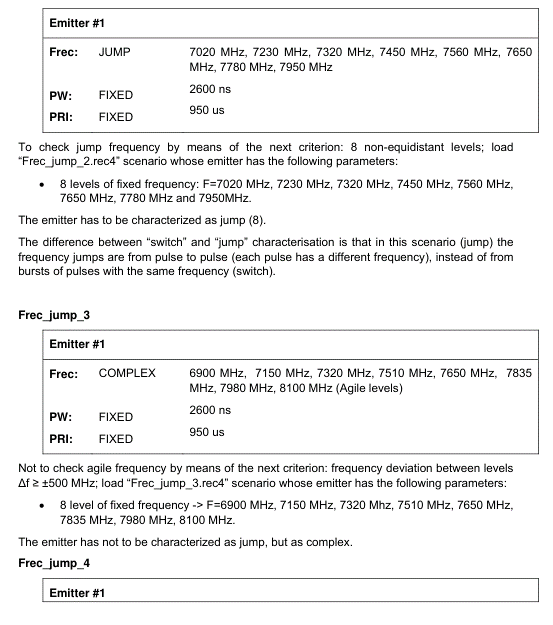 Emitter #1
Frec: JUMP 7020 MHz, 7230 MHz, 7320 MHz, 7450 MHz, 7560 MHz, 7650
MHz, 7780 MHz, 7950 MHz
PW: FIXED 2600 ns
PRI: FIXED 950 us
To check jump frequency by means of the next criterion: 8 non-equidistant levels; load
“Frec_jump_2.rec4” scenario whose emitter has the following parameters:
• 8 levels of fixed frequency: F=7020 MHz, 7230 MHz, 7320 MHz, 7450 MHz, 7560 MHz,
7650 MHz, 7780 MHz and 7950MHz.
The emitter has to be characterized as jump (8).
The difference between “switch” and “jump” characterisation is that in this scenario (jump) the
frequency jumps are from pulse to pulse (each pulse has a different frequency), instead of from
bursts of pulses with the same frequency (switch).
Frec_jump_3
Emitter #1
Frec: COMPLEX 6900 MHz, 7150 MHz, 7320 MHz, 7510 MHz, 7650 MHz, 7835
MHz, 7980 MHz, 8100 MHz (Agile levels)
PW: FIXED 2600 ns
PRI: FIXED 950 us
Not to check agile frequency by means of the next criterion: frequency deviation between levels
Δf ≥ ±500 MHz; load “Frec_jump_3.rec4” scenario whose emitter has the following parameters:
• 8 level of fixed frequency -> F=6900 MHz, 7150 MHz, 7320 Mhz, 7510 MHz, 7650 MHz,
7835 MHz, 7980 MHz, 8100 MHz.
The emitter has not to be characterized as jump, but as complex.
Frec_jump_4
Emitter #1